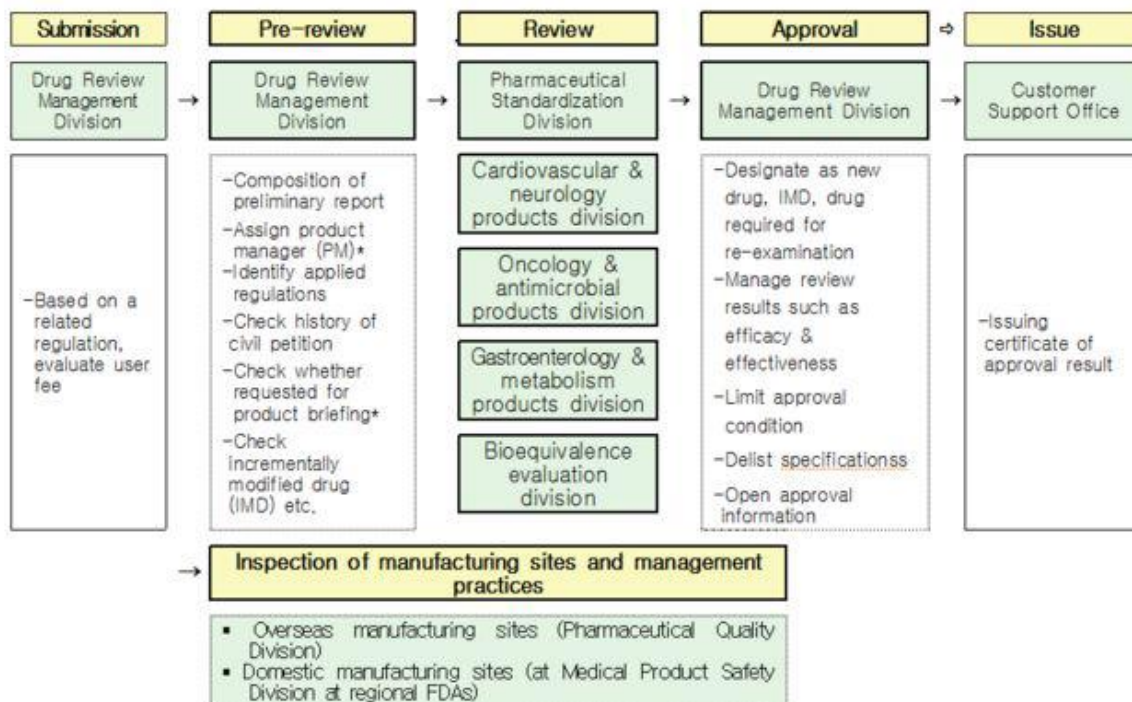 Submission
Pre-review
Review
Approval
⇨
Issue
Drug Review
Management
Division
→
Drug Review
Management
Division
→
Pharmaceutical
Standardization
Division
→
Drug Review
Management Division
→
Customer
Support Office
-Based on a
related
regulation,
evaluate user
fee
-Composition of
preliminary report
-Assign product
manager (PM)*
-Identify applied
regulations
-Check history of
civil petition
-Check whether
requested for
product briefing*
-Check
incrementally
modified drug
(IMD) etc.
Cardiovascular &
neurology
products division
Oncology &
antimicrobial
products division
Gastroenterology &
metabolism
products division
Bioequivalence
evaluation
division
-Designate as new
drug, IMD, drug
required for
re-examination
-Manage review
results such as
efficacy &
effectiveness
-Limit approval
condition
-Delist specificationss
-Open approval
information
-Issuing
certificate of
approval result
→
Inspection of manufacturing sites and management
practices
▪ Overseas manufacturing sites (Pharmaceutical Quality
Division)
▪ Domestic manufacturing sites (at Medical Product Safety
Division at regional FDAs)